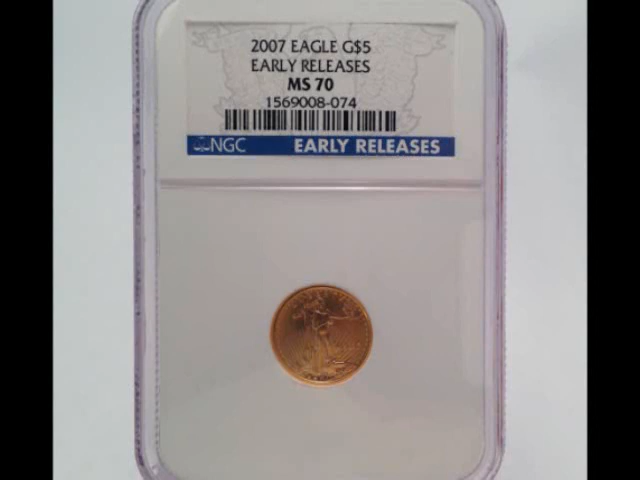 2007 EAGLE G$5
EARLY RELEASES
MS 70
1569008-074
NGC EARLY RELEASES